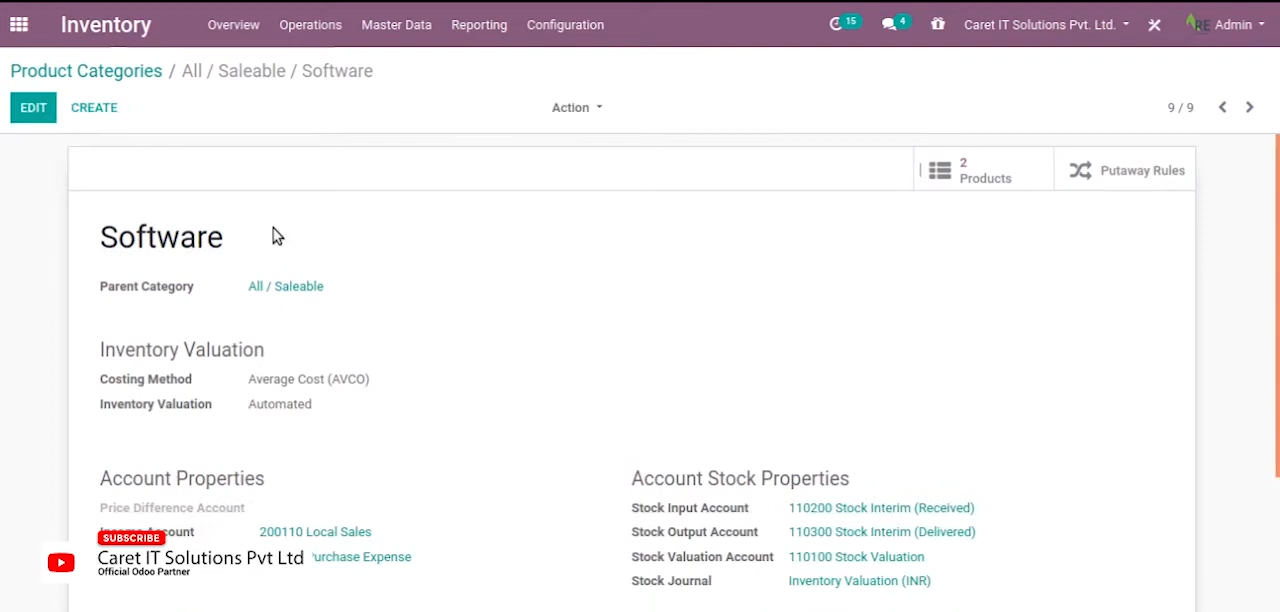 Inventory Overview Operations Master Data Reporting Configuration 15 4 Caret IT Solutions Pvt. Ltd. Admin
Product Categories / All / Saleable / Software
EDIT CREATE Action 9 / 9
2
Products
Putaway Rules
Software
Parent Category All / Saleable
Inventory Valuation
Costing Method Average Cost (AVCO)
Inventory Valuation Automated
Account Properties
Price Difference Account
Account 200110 Local Sales
Purchase Expense
Account Stock Properties
Stock Input Account 110200 Stock Interim (Received)
Stock Output Account 110300 Stock Interim (Delivered)
Stock Valuation Account 110100 Stock Valuation
Stock Journal Inventory Valuation (INR)
SUBSCRIBE
Caret IT Solutions Pvt Ltd
Official Odoo Partner